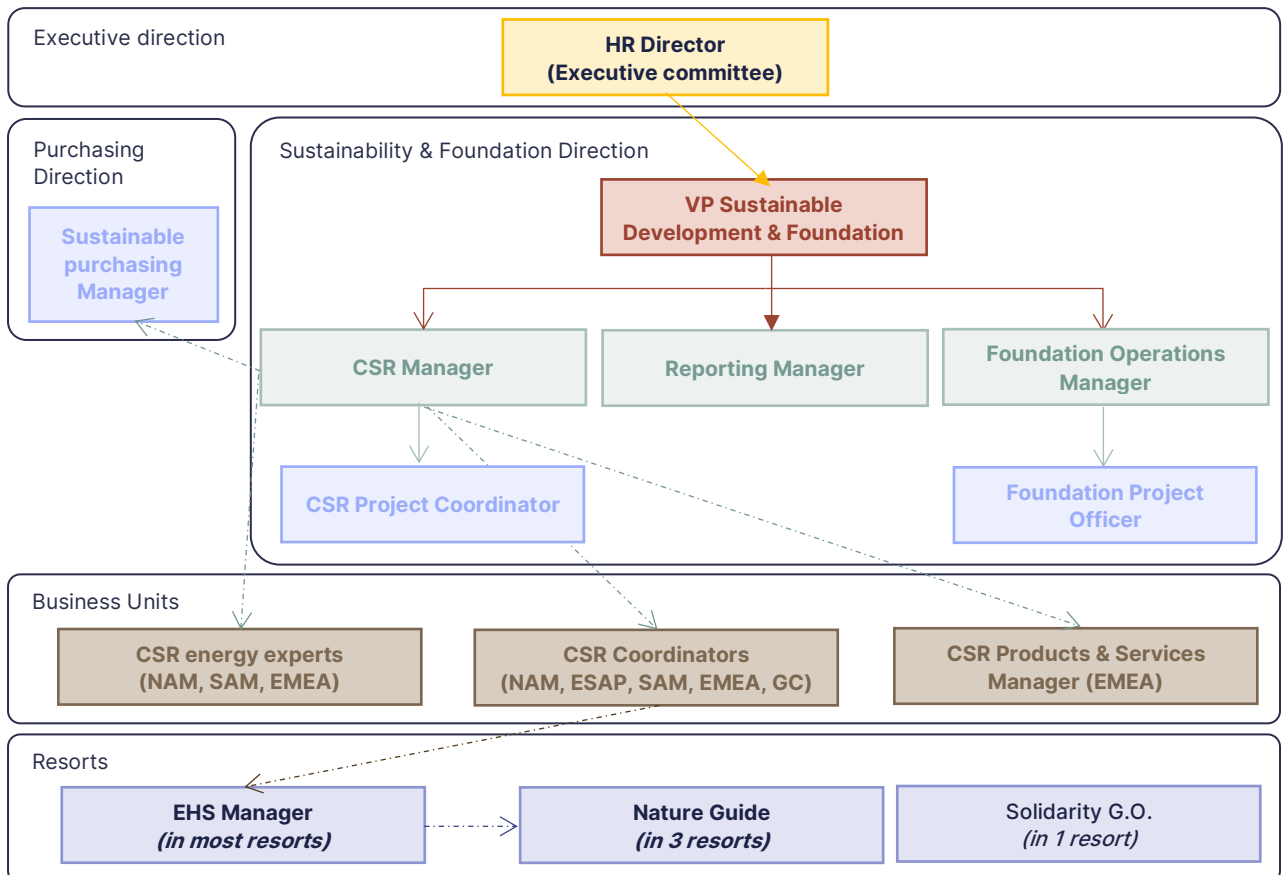 Executive direction
HR Director
(Executive committee)
Purchasing
Direction
Sustainable
purchasing
Manager
Sustainability & Foundation Direction
VP Sustainable
Development & Foundation
CSR Manager
Reporting Manager
Foundation Operations
Manager
CSR Project Coordinator
Foundation Project
Officer
Business Units
CSR energy experts
(NAM, SAM, EMEA)
CSR Coordinators
(NAM, ESAP, SAM, EMEA, GC)
CSR Products & Services
Manager (EMEA)
Resorts
EHS Manager
(in most resorts)
Nature Guide
(in 3 resorts)
Solidarity G.O.
(in 1 resort)